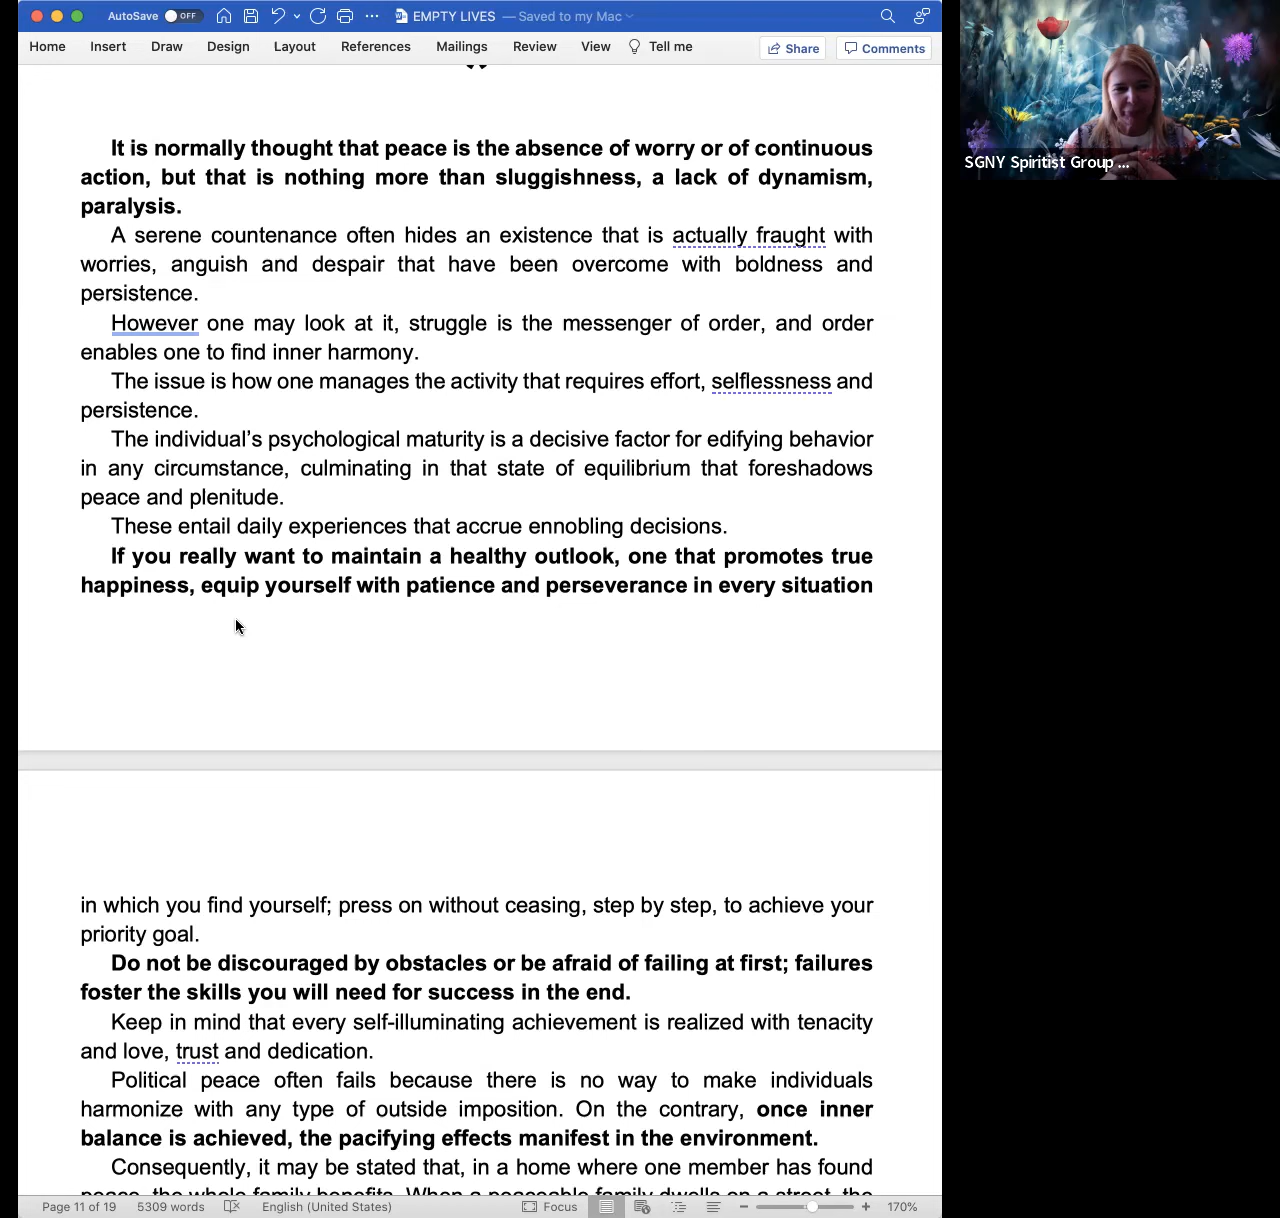 AutoSave OFF EMPTY LIVES — Saved to my Mac
Home Insert Draw Design Layout References Mailings Review View Tell me Share Comments
It is normally thought that peace is the absence of worry or of continuous
action, but that is nothing more than sluggishness, a lack of dynamism,
paralysis.
A serene countenance often hides an existence that is actually fraught with
worries, anguish and despair that have been overcome with boldness and
persistence.
However one may look at it, struggle is the messenger of order, and order
enables one to find inner harmony.
The issue is how one manages the activity that requires effort, selflessness and
persistence.
The individual's psychological maturity is a decisive factor for edifying behavior
in any circumstance, culminating in that state of equilibrium that foreshadows
peace and plenitude.
These entail daily experiences that accrue ennobling decisions.
If you really want to maintain a healthy outlook, one that promotes true
happiness, equip yourself with patience and perseverance in every situation
in which you find yourself; press on without ceasing, step by step, to achieve your
priority goal.
Do not be discouraged by obstacles or be afraid of failing at first; failures
foster the skills you will need for success in the end.
Keep in mind that every self-illuminating achievement is realized with tenacity
and love, trust and dedication.
Political peace often fails because there is no way to make individuals
harmonize with any type of outside imposition. On the contrary, once inner
balance is achieved, the pacifying effects manifest in the environment.
Consequently, it may be stated that, in a home where one member has found
peace, the whole family benefits. When a peaceable family dwells on a street, the
Page 11 of 19 5309 words English (United States) Focus 170%
SGNY Spiritist Group ...